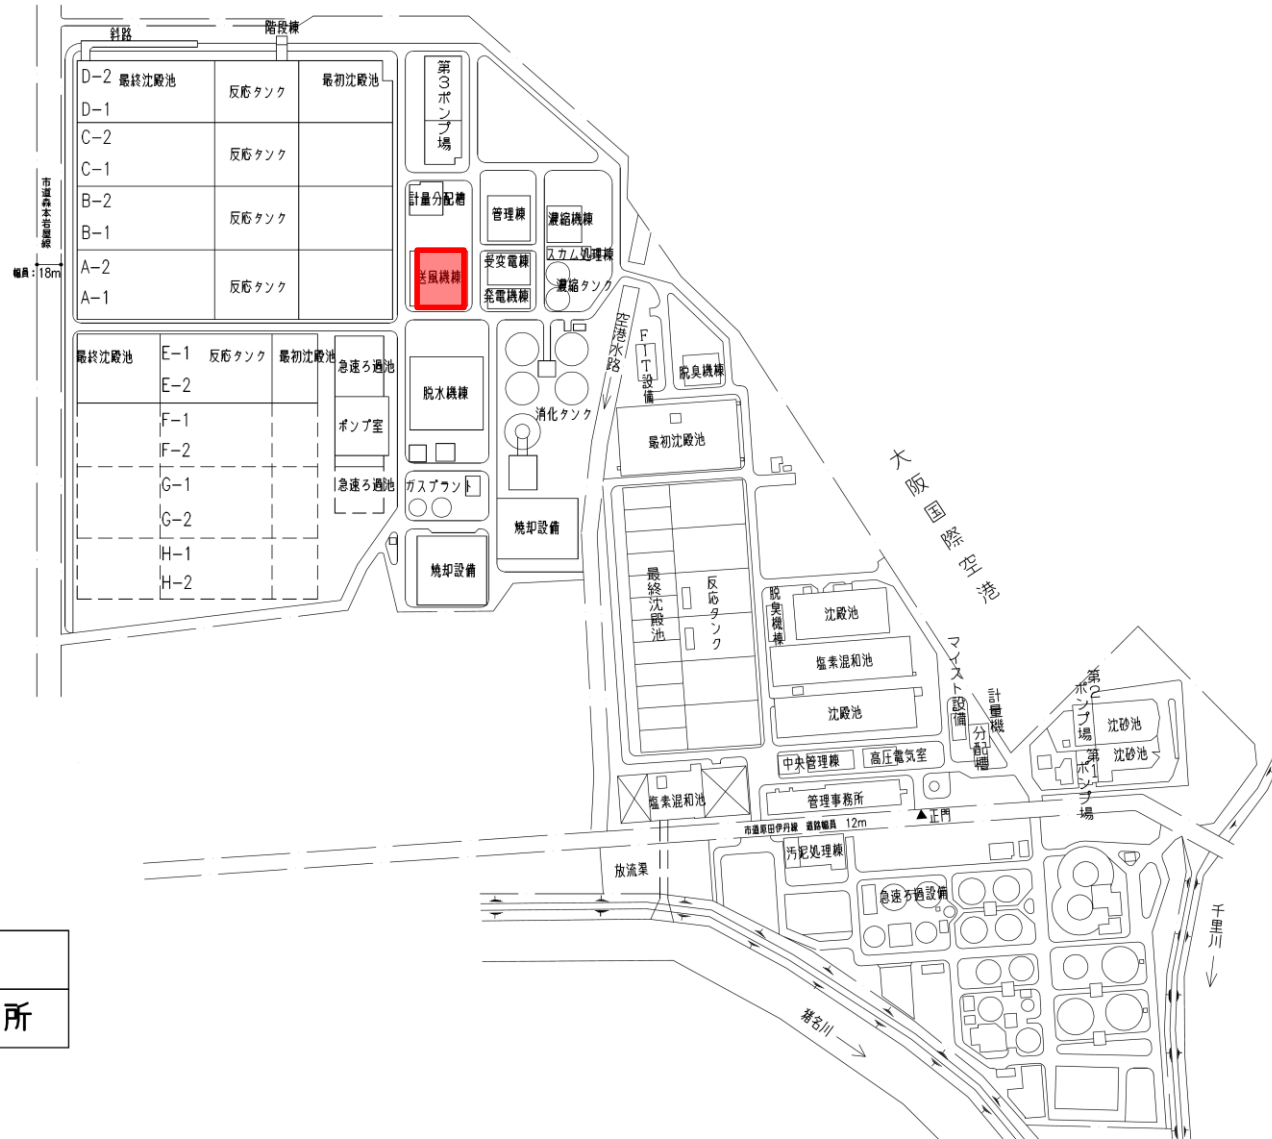 斜路
階段棟
D-2
最終沈殿池
反応タンク
最初沈殿池
D-1
C-2
反応タンク
C-1
B-2
反応タンク
B-1
A-2
反応タンク
A-1
第3ポンプ場
計量分配槽
送風機棟
管理棟
濃縮機棟
スカム処理棟
受変電棟
発電機棟
濃縮タンク
市道森本岩屋線
幅員：18m
最終沈殿池
E-1
反応タンク
最初沈殿池
急速ろ過池
E-2
F-1
ポンプ室
F-2
G-1
急速ろ過池
G-2
H-1
H-2
脱水機棟
消化タンク
ガスプラント
焼却設備
焼却設備
空港水路
FIT設備
脱臭機棟
最初沈殿池
最終沈殿池
反応タンク
大阪国際空港
脱臭機棟
沈殿池
塩素混和池
沈殿池
マイスト設備
計量機
分配槽
中央管理棟
高圧電気室
第2ポンプ場
沈砂池
第1ポンプ場
沈砂池
塩素混和池
管理事務所
市道原田伊丹線 道路幅員 12m
▲正門
放流渠
汚泥処理棟
急速ろ過設備
千里川
猪名川
所